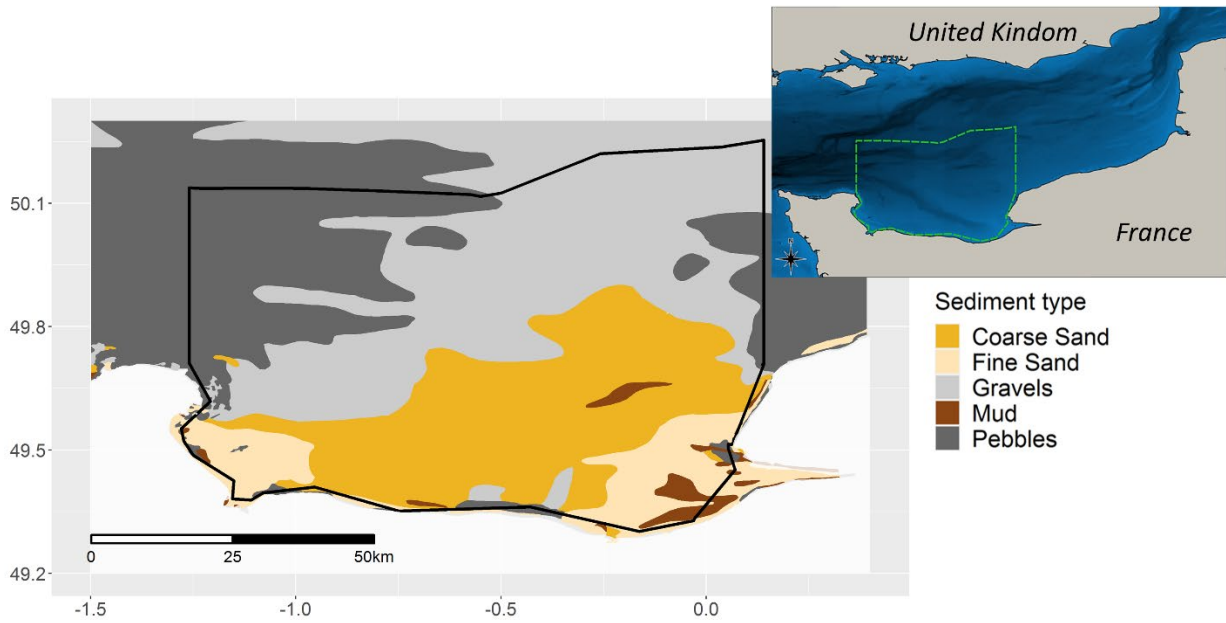 United Kindom
France
50.1
49.8
49.5
49.2
0
25
50km
-1.5
-1.0
-0.5
0.0
Sediment type
Coarse Sand
Fine Sand
Gravels
Mud
Pebbles